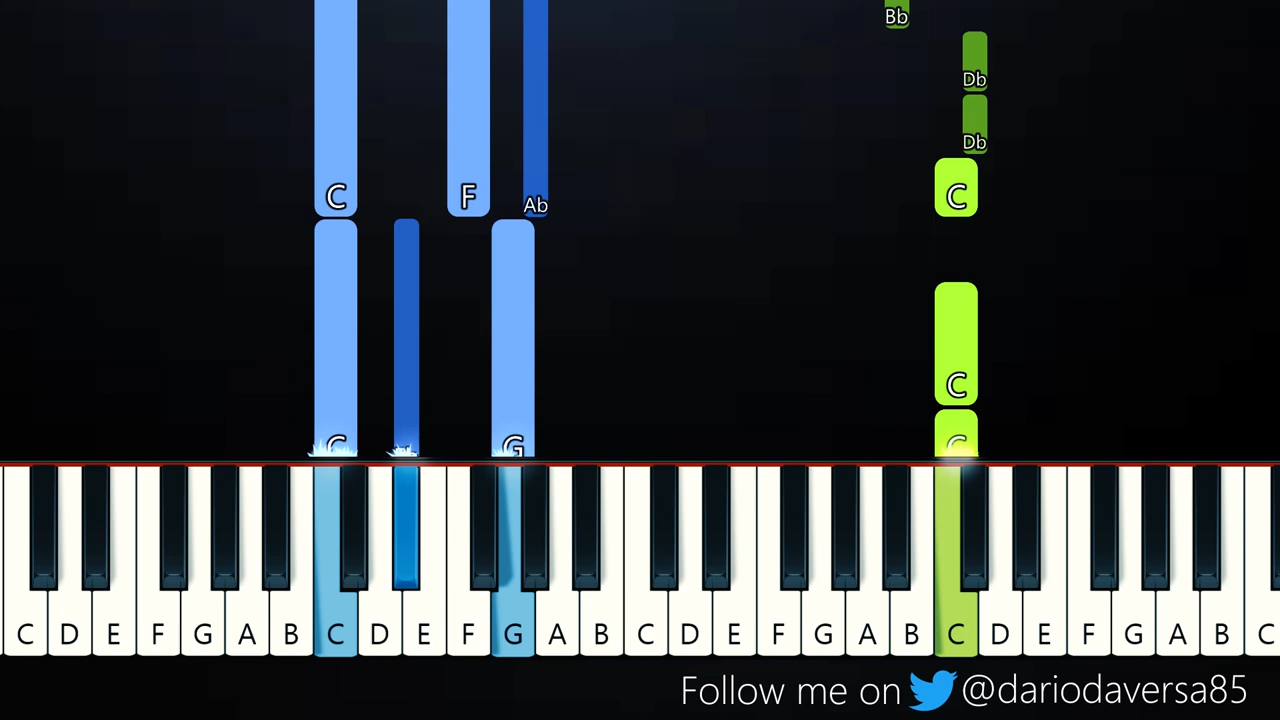 Bb
Db
Db
C F Ab C
C
C G C
C D E F G A B C D E F G A B C D E F G A B C D E F G A B C
Follow me on @dariodaversa85